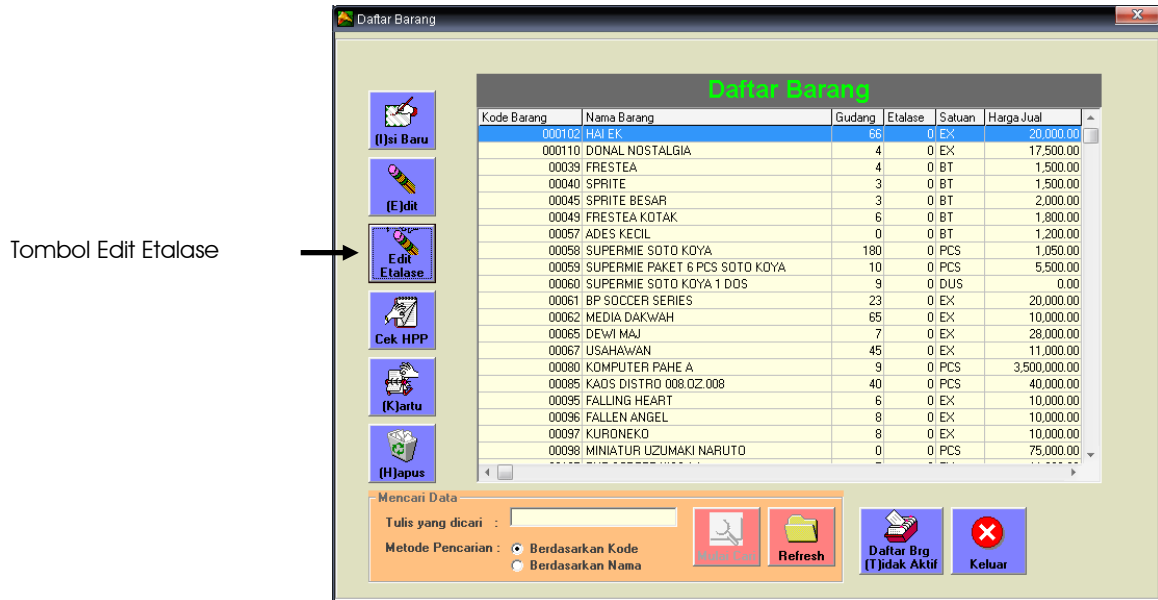 Daftar Barang
Daftar Barang
Kode Barang Nama Barang Gudang Etalase Satuan Harga Jual
000102 HAI EK 66 0 EX 20,000.00
000110 DONAL NOSTALGIA 4 0 EX 17,500.00
00039 FRESTEA 4 0 BT 1,500.00
00040 SPRITE 3 0 BT 1,500.00
00045 SPRITE BESAR 3 0 BT 2,000.00
00049 FRESTEA KOTAK 6 0 BT 1,800.00
00057 ADES KECIL 0 0 BT 1,200.00
00058 SUPERMIE SOTO KOYA 180 0 PCS 1,050.00
00059 SUPERMIE PAKET 6 PCS SOTO KOYA 10 0 PCS 5,500.00
00060 SUPERMIE SOTO KOYA 1 DOS 9 0 DUS 0.00
00061 BP SOCCER SERIES 23 0 EX 20,000.00
00062 MEDIA DAKWAH 65 0 EX 10,000.00
00065 DEWI MAJ 7 0 EX 28,000.00
00067 USAHAWAN 45 0 EX 11,000.00
00080 KOMPUTER PAHE A 9 0 PCS 3,500,000.00
00085 KAOS DISTRO 008.OZ.008 40 0 PCS 40,000.00
00095 FALLING HEART 6 0 EX 10,000.00
00096 FALLEN ANGEL 8 0 EX 10,000.00
00097 KURONEKO 8 0 EX 10,000.00
00098 MINIATUR UZUMAKI NARUTO 0 0 PCS 75,000.00
(I)si Baru
(E)dit
Tombol Edit Etalase
Edit
Etalase
Cek HPP
(K)artu
(H)apus
Mencari Data
Tulis yang dicari :
Metode Pencarian :
Berdasarkan Kode
Berdasarkan Nama
Refresh
Daftar Brg
(T)idak Aktif
Keluar